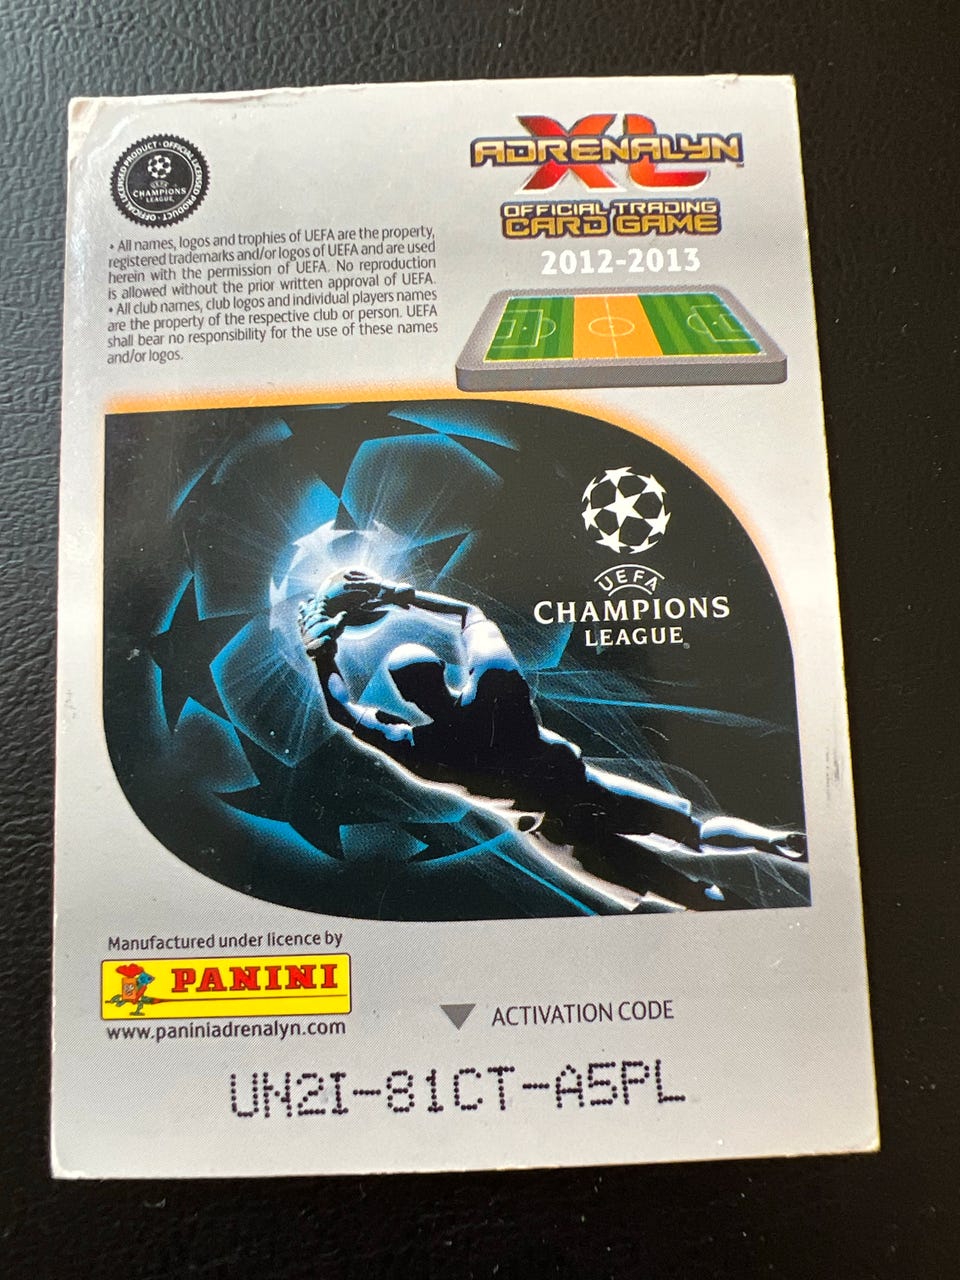 OFFICIAL LICENSED PRODUCT · OFFICIAL LICENSED PRODUCT ·
UEFA
CHAMPIONS
LEAGUE
ADRENALYN
XL
™
OFFICIAL TRADING
CARD GAME
2012-2013
• All names, logos and trophies of UEFA are the property,
registered trademarks and/or logos of UEFA and are used
herein with the permission of UEFA. No reproduction
is allowed without the prior written approval of UEFA.
• All club names, club logos and individual players names
are the property of the respective club or person. UEFA
shall bear no responsibility for the use of these names
and/or logos.
UEFA
CHAMPIONS
LEAGUE®
Manufactured under licence by
PANINI
www.paniniadrenalyn.com
ACTIVATION CODE
UN2I-81CT-A5PL